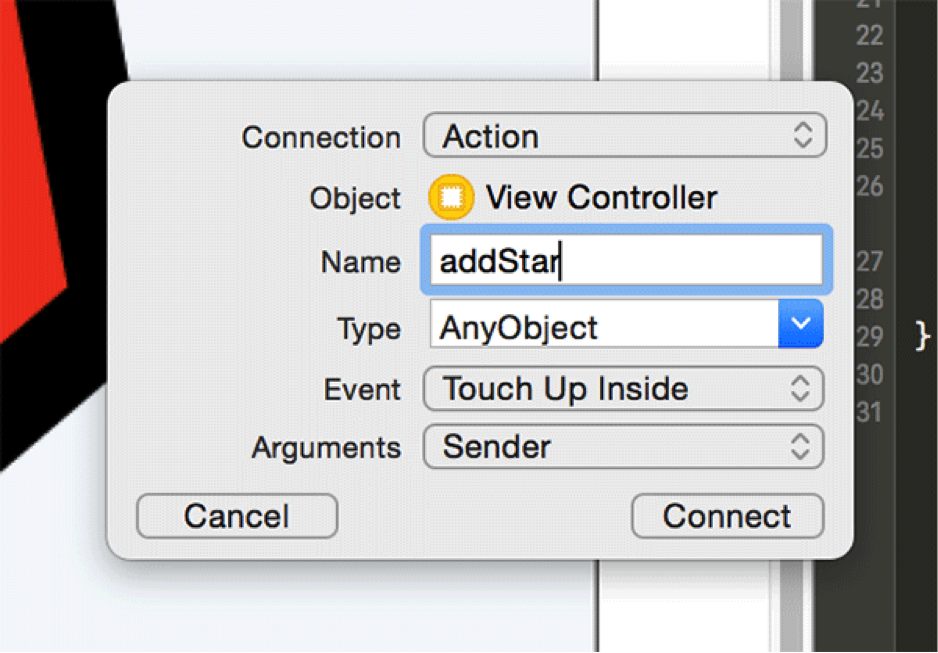 21
22
23
24
25
26
27
28
29 }
30
31
Connection Action
Object View Controller
Name addStar
Type AnyObject
Event Touch Up Inside
Arguments Sender
Cancel Connect